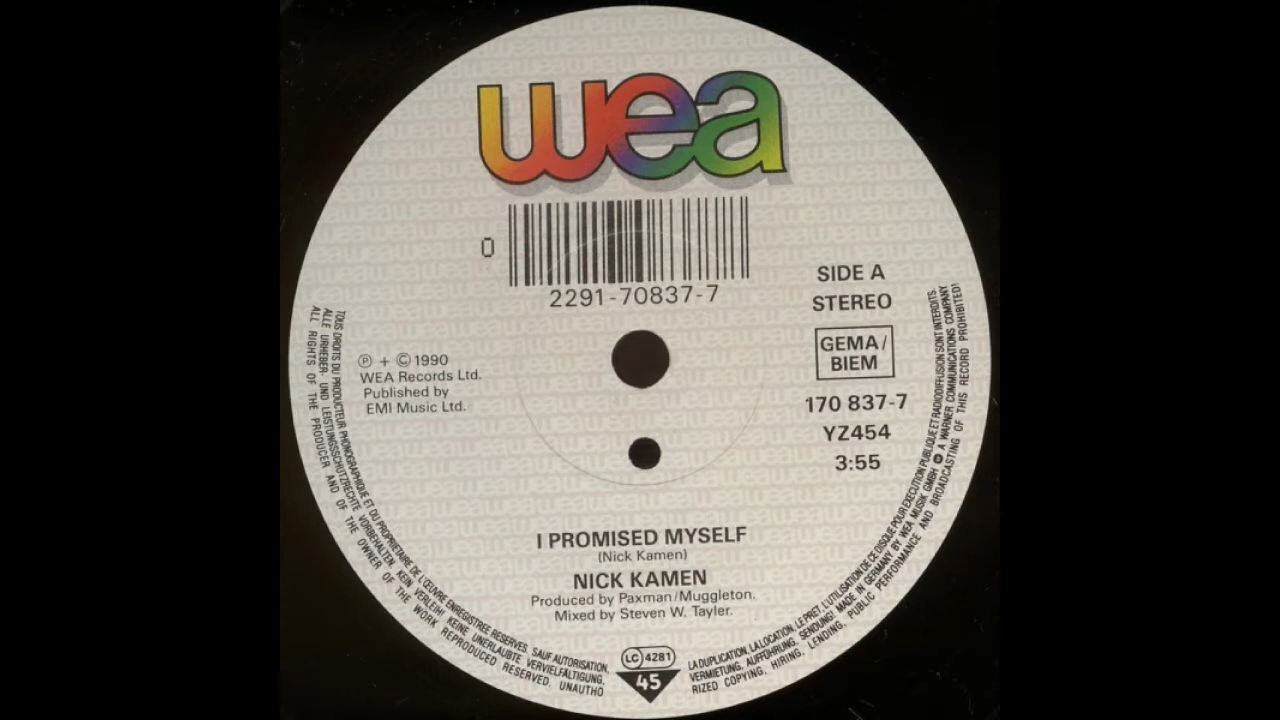 wea
0
2291-70837-7
SIDE A
STEREO
GEMA/
BIEM
170 837-7
YZ454
3:55
Ⓟ + © 1990
WEA Records Ltd.
Published by
EMI Music Ltd.
I PROMISED MYSELF
(Nick Kamen)
NICK KAMEN
Produced by Paxman/Muggleton.
Mixed by Steven W. Tayler.
LC 4281
45
TOUS DROITS DU PRODUCTEUR PHONOGRAPHIQUE ET DU PROPRIETAIRE DE L'ŒUVRE ENREGISTREE RESERVES. SAUF AUTORISATION,
ALLE URHEBER- UND LEISTUNGSSCHUTZRECHTE VORBEHALTEN. KEIN VERLEIH! KEINE UNERLAUBTE VERVIELFÄLTIGUNG,
ALL RIGHTS OF THE PRODUCER AND OF THE OWNER OF THE WORK REPRODUCED RESERVED. UNAUTHO
LA DUPLICATION, LA LOCATION, LE PRET, L'UTILISATION DE CE DISQUE POUR EXECUTION PUBLIQUE ET RADIODIFFUSION SONT INTERDITS.
VERMIETUNG, AUFFÜHRUNG, SENDUNG! MADE IN GERMANY BY WEA MUSIK GMBH A WARNER COMMUNICATIONS COMPANY
RIZED COPYING, HIRING, LENDING, PUBLIC PERFORMANCE AND BROADCASTING OF THIS RECORD PROHIBITED!